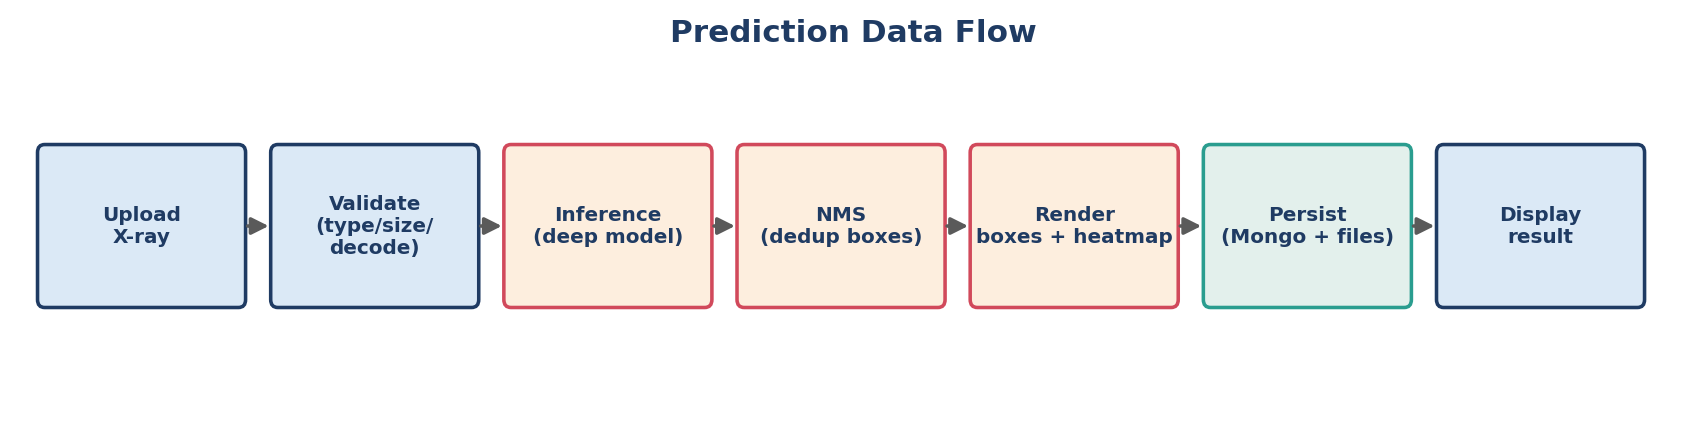 Prediction Data Flow
Upload
X-ray
Validate
(type/size/
decode)
Inference
(deep model)
NMS
(dedup boxes)
Render
boxes + heatmap
Persist
(Mongo + files)
Display
result